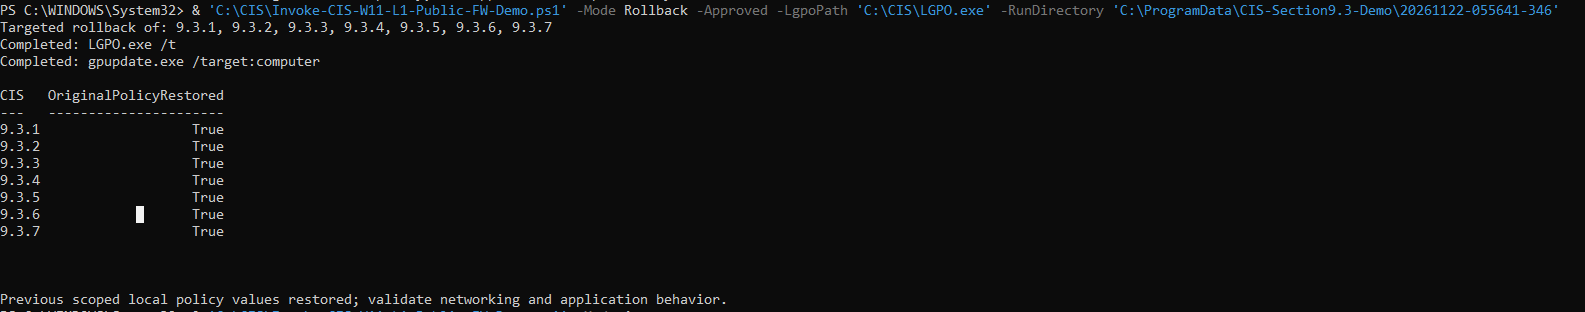 PS C:\WINDOWS\System32> & 'C:\CIS\Invoke-CIS-W11-L1-Public-FW-Demo.ps1' -Mode Rollback -Approved -LgpoPath 'C:\CIS\LGPO.exe' -RunDirectory 'C:\ProgramData\CIS-Section9.3-Demo\20261122-055641-346'
Targeted rollback of: 9.3.1, 9.3.2, 9.3.3, 9.3.4, 9.3.5, 9.3.6, 9.3.7
Completed: LGPO.exe /t
Completed: gpupdate.exe /target:computer
CIS   OriginalPolicyRestored
---   ----------------------
9.3.1                   True
9.3.2                   True
9.3.3                   True
9.3.4                   True
9.3.5                   True
9.3.6                   True
9.3.7                   True
Previous scoped local policy values restored; validate networking and application behavior.